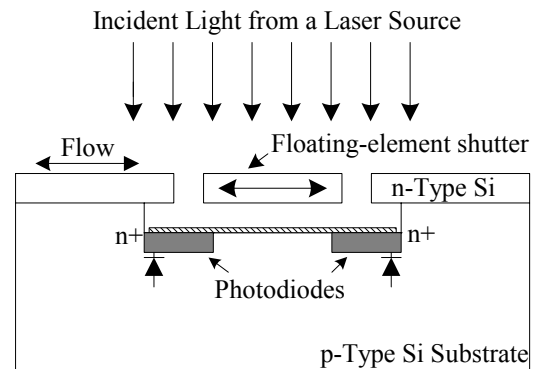 Incident Light from a Laser Source
Floating-element shutter
Flow
n-Type Si
n+
n+
Photodiodes
p-Type Si Substrate